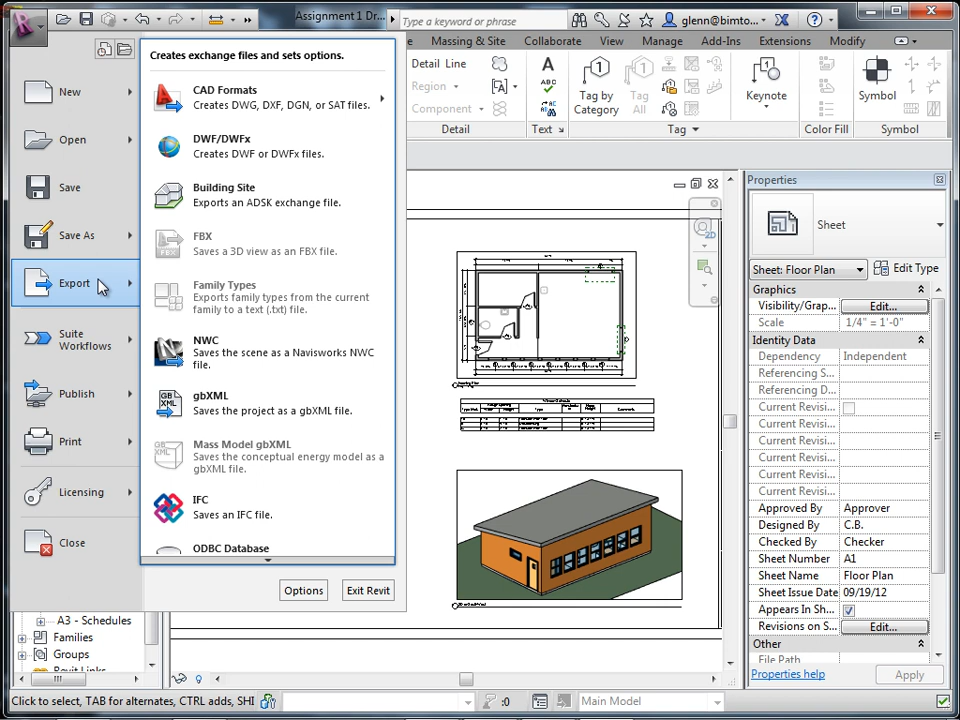 Assignment 1 Dr...
Type a keyword or phrase
glenn@bimto...
Massing & Site
Collaborate
View
Manage
Add-Ins
Extensions
Modify
Detail Line
Region
Component
Detail
Text
Tag by
Category
Tag
All
Tag
Keynote
Color Fill
Symbol
Symbol
New
Open
Save
Save As
Export
Suite
Workflows
Publish
Print
Licensing
Close
Creates exchange files and sets options.
CAD Formats
Creates DWG, DXF, DGN, or SAT files.
DWF/DWFx
Creates DWF or DWFx files.
Building Site
Exports an ADSK exchange file.
FBX
Saves a 3D view as an FBX file.
Family Types
Exports family types from the current
family to a text (.txt) file.
NWC
Saves the scene as a Navisworks NWC
file.
gbXML
Saves the project as a gbXML file.
Mass Model gbXML
Saves the conceptual energy model as a
gbXML file.
IFC
Saves an IFC file.
ODBC Database
Options
Exit Revit
A3 - Schedules
Families
Groups
Revit Links
Properties
Sheet
Sheet: Floor Plan
Edit Type
Graphics
Visibility/Grap...
Edit...
Scale
1/4" = 1'-0"
Identity Data
Dependency
Independent
Referencing S...
Referencing D...
Current Revisi...
Current Revisi...
Current Revisi...
Current Revisi...
Current Revisi...
Current Revisi...
Approved By
Approver
Designed By
C.B.
Checked By
Checker
Sheet Number
A1
Sheet Name
Floor Plan
Sheet Issue Date
09/19/12
Appears In Sh...
Revisions on S...
Edit...
Other
File Path
Properties help
Apply
Click to select, TAB for alternates, CTRL adds, SHI
:0
Main Model